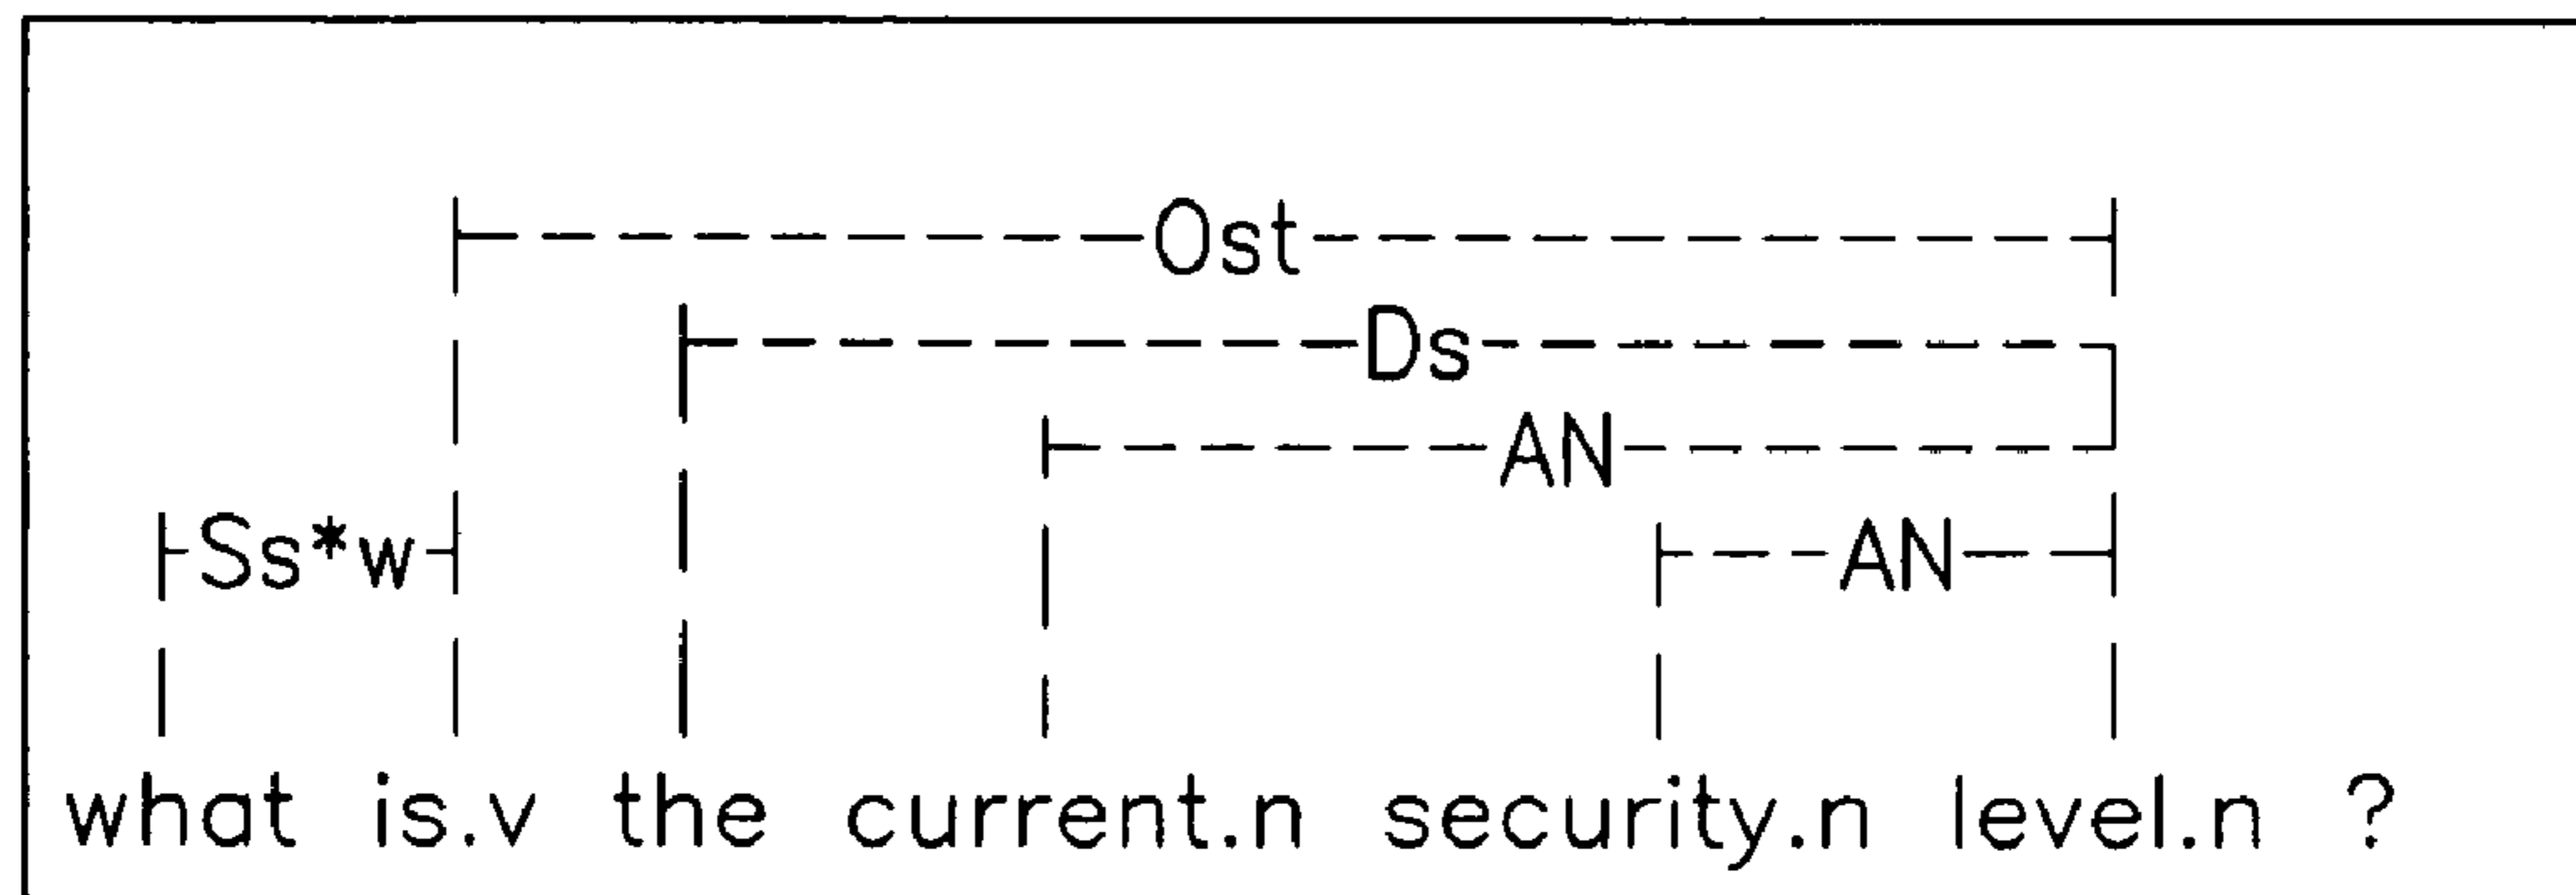 Ost
Ds
AN
Ss*w AN
what is.v the current.n security.n level.n ?